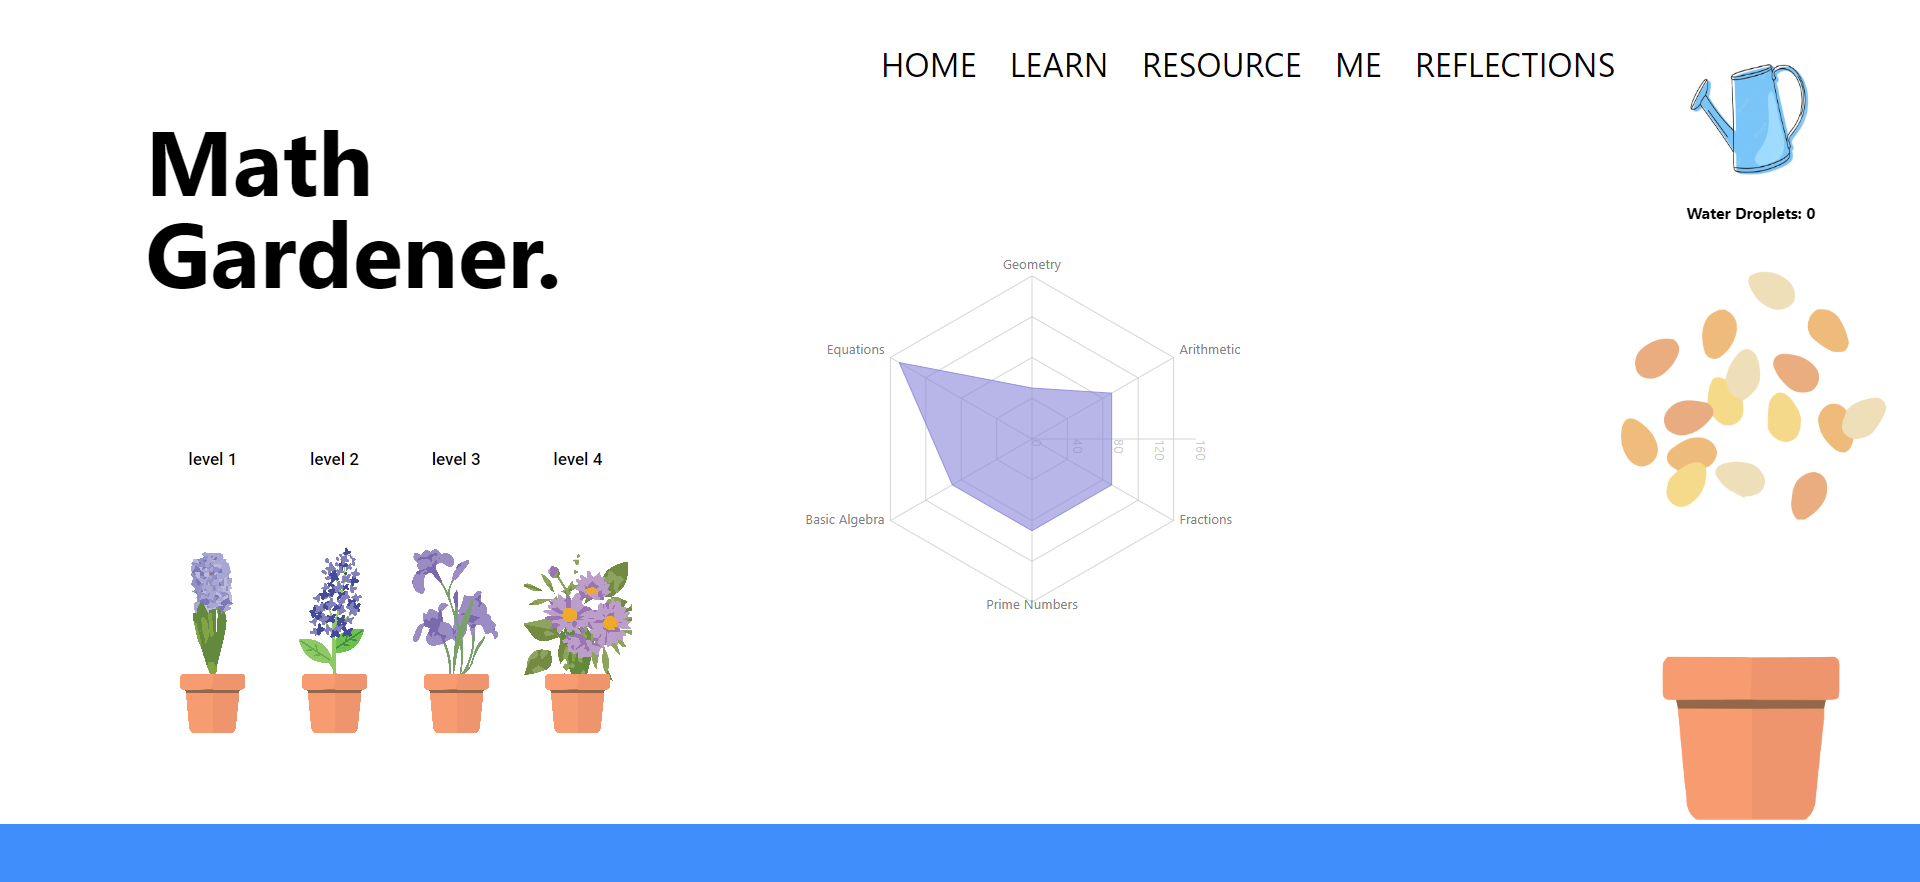 HOME LEARN RESOURCE ME REFLECTIONS
Math
Gardener.
Water Droplets: 0
Geometry
Equations
Arithmetic
0 40 80 120 160
Basic Algebra
Fractions
Prime Numbers
level 1 level 2 level 3 level 4